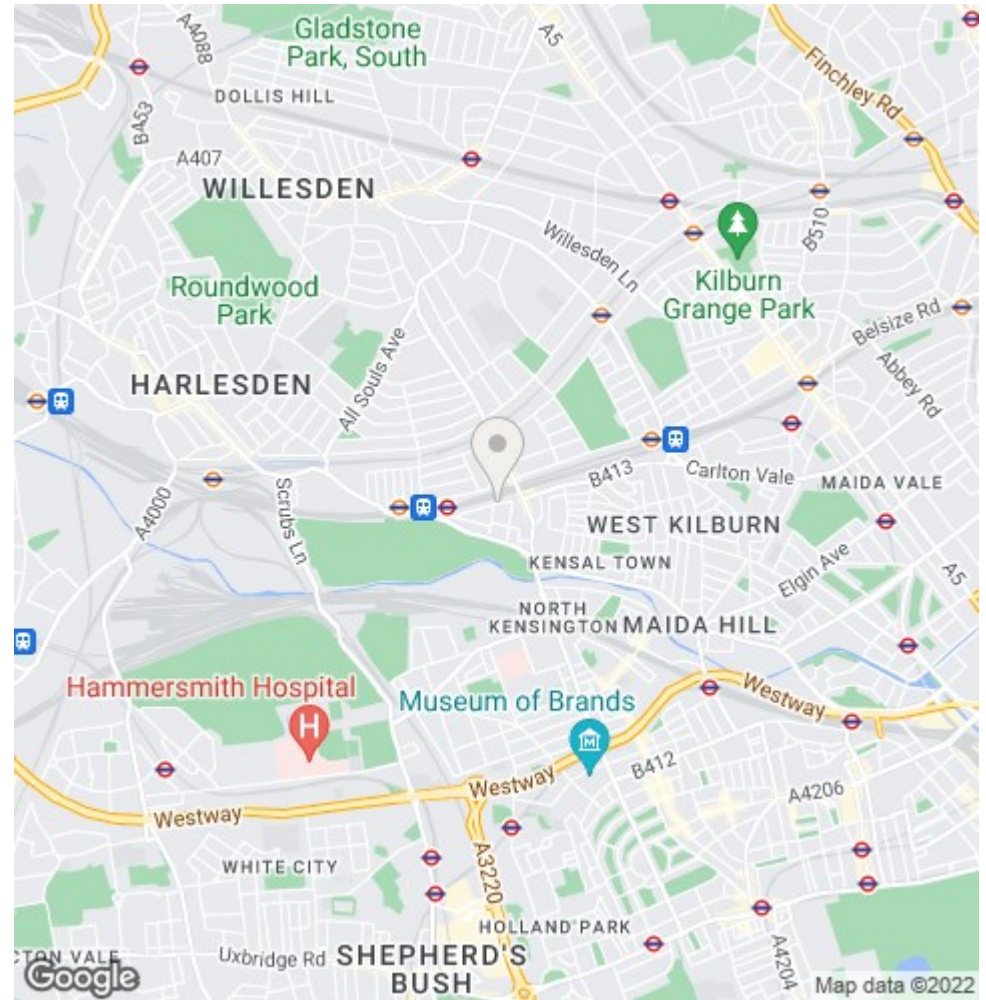 Gladstone
Park, South
A5
A4088
Finchley Rd
DOLLIS HILL
B453
A407
WILLESDEN
Willesden Ln
B510
Roundwood
Park
Kilburn
Grange Park
Belsize Rd
All Souls Ave
Abbey Rd
HARLESDEN
B413
Carlton Vale
MAIDA VALE
A4000
Scrubs Ln
WEST KILBURN
KENSAL TOWN
Elgin Ave
A5
NORTH
KENSINGTON
MAIDA HILL
Hammersmith Hospital
H
Museum of Brands
M
Westway
B412
Westway
A4206
Westway
A3220
WHITE CITY
HOLLAND PARK
CTON VALE
Uxbridge Rd
SHEPHERD'S
BUSH
A4204
Google
Map data ©2022